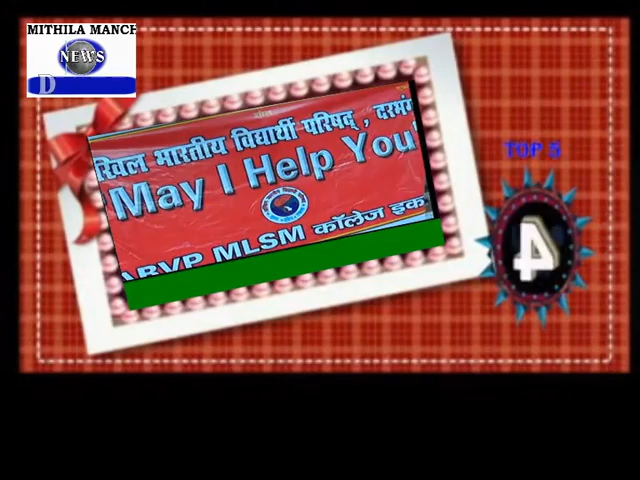 MITHILA MANCH
NEWS
D
TOP 5
4
खिल भारतीय विद्यार्थी परिषद् , दरभंग
"May I Help You"
ABVP MLSM कॉलेज इक